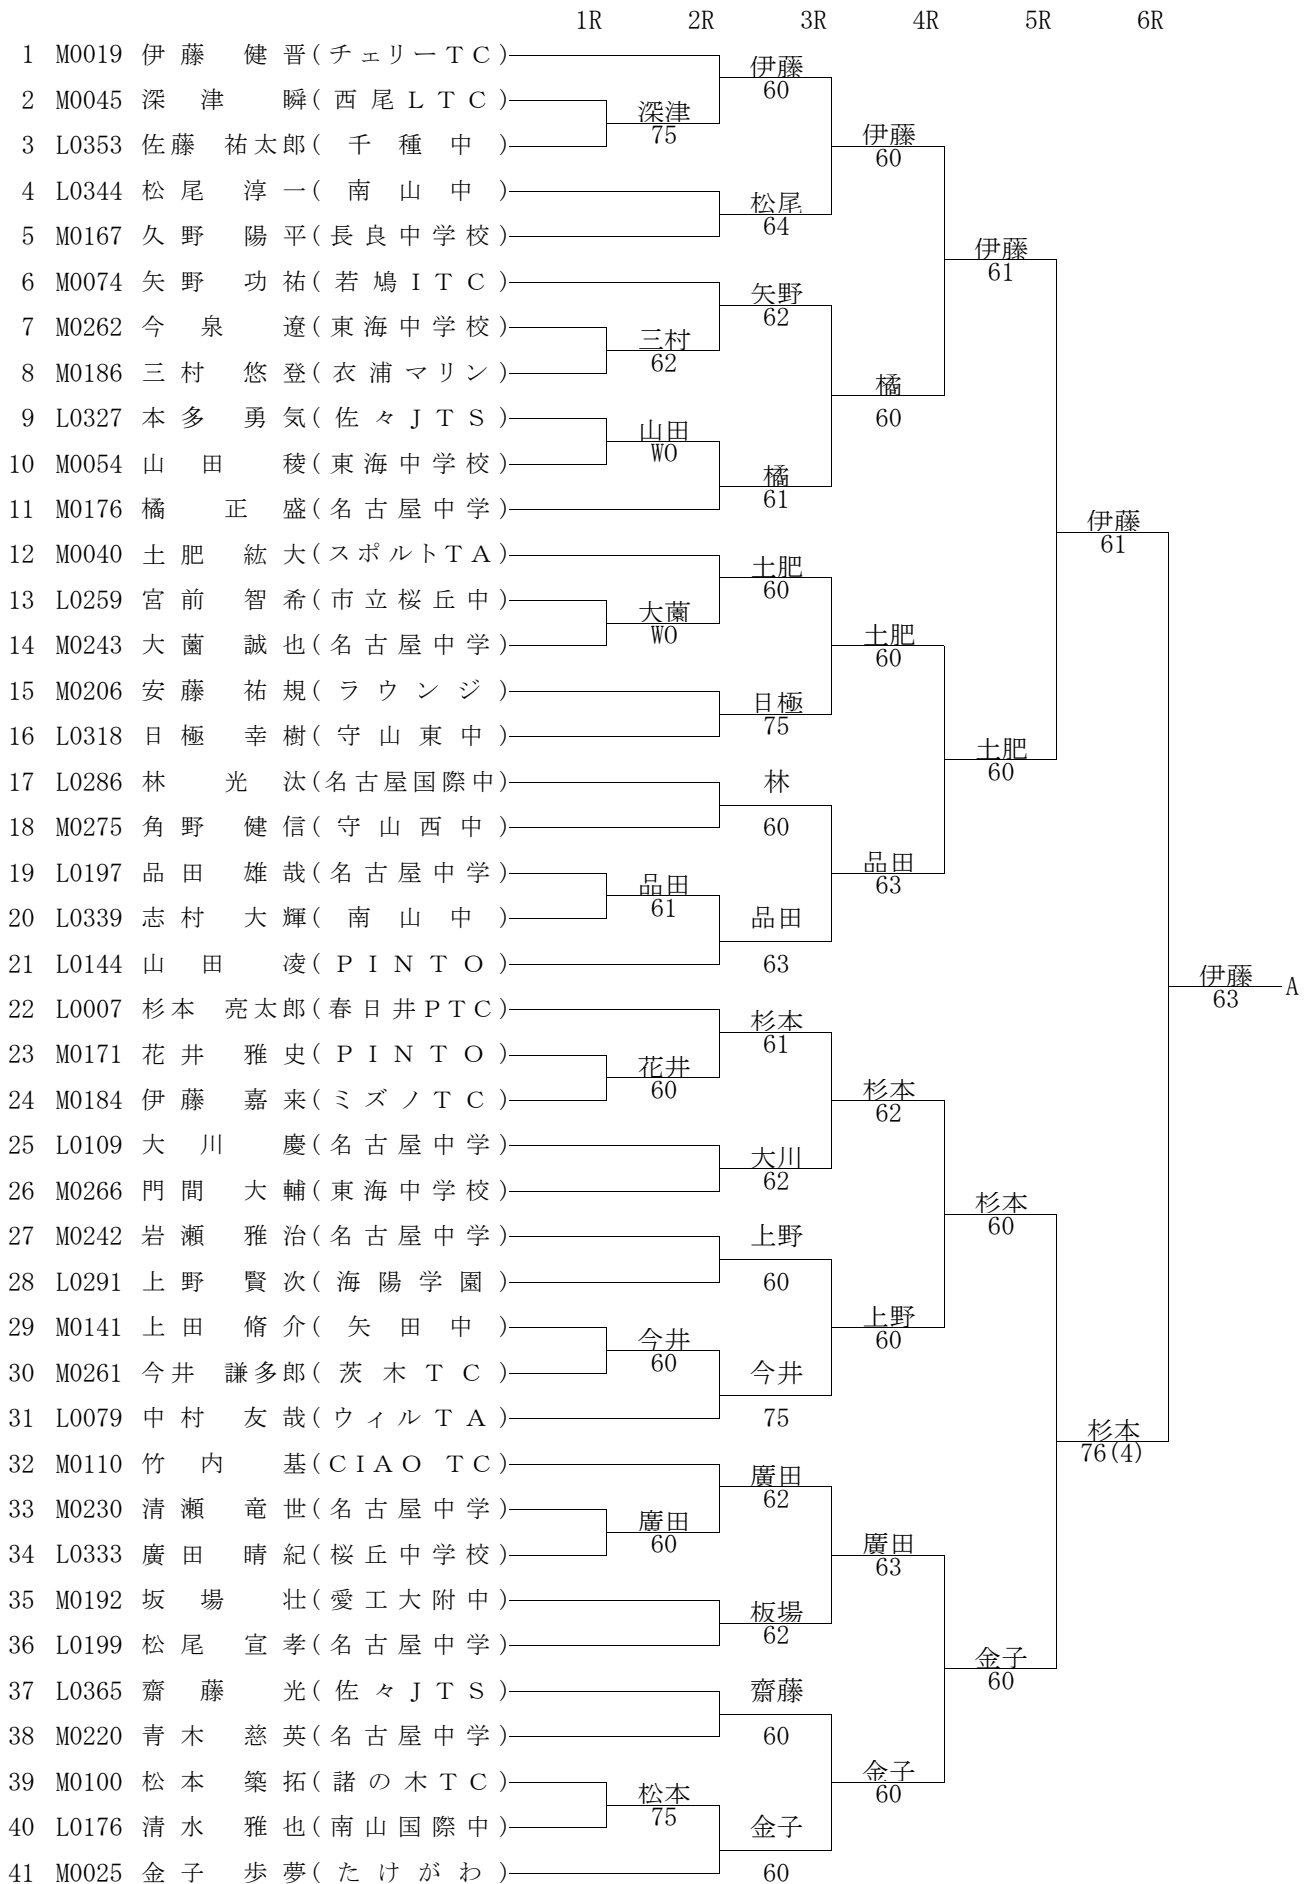 1R 2R 3R 4R 5R 6R
1 M0019 伊藤 健晋(チェリーTC)
伊藤
60
2 M0045 深津 瞬(西尾LTC)
深津
75
伊藤
60
3 L0353 佐藤 祐太郎(千種中)
4 L0344 松尾 淳一(南山中)
松尾
64
5 M0167 久野 陽平(長良中学校)
伊藤
61
6 M0074 矢野 功祐(若鳩ITC)
矢野
62
7 M0262 今泉 遼(東海中学校)
三村
62
8 M0186 三村 悠登(衣浦マリン)
橘
60
9 L0327 本多 勇気(佐々JTS)
山田
WO
10 M0054 山田 稜(東海中学校)
橘
61
11 M0176 橘 正盛(名古屋中学)
伊藤
61
12 M0040 土肥 紘大(スポルトTA)
土肥
60
13 L0259 宮前 智希(市立桜丘中)
大薗
WO
14 M0243 大薗 誠也(名古屋中学)
土肥
60
15 M0206 安藤 祐規(ラウンジ)
日極
75
16 L0318 日極 幸樹(守山東中)
土肥
60
17 L0286 林 光汰(名古屋国際中)
林
60
18 M0275 角野 健信(守山西中)
19 L0197 品田 雄哉(名古屋中学)
品田
61
品田
63
20 L0339 志村 大輝(南山中)
品田
63
21 L0144 山田 凌(PINTO)
伊藤
63
A
22 L0007 杉本 亮太郎(春日井PTC)
杉本
61
23 M0171 花井 雅史(PINTO)
花井
60
24 M0184 伊藤 嘉来(ミズノTC)
杉本
62
25 L0109 大川 慶(名古屋中学)
大川
62
26 M0266 門間 大輔(東海中学校)
杉本
60
27 M0242 岩瀬 雅治(名古屋中学)
上野
60
28 L0291 上野 賢次(海陽学園)
29 M0141 上田 脩介(矢田中)
今井
60
上野
60
30 M0261 今井 謙多郎(茨木TC)
今井
75
31 L0079 中村 友哉(ウィルTA)
杉本
76(4)
32 M0110 竹内 基(CIAO TC)
廣田
62
33 M0230 清瀬 竜世(名古屋中学)
廣田
60
34 L0333 廣田 晴紀(桜丘中学校)
廣田
63
35 M0192 坂場 壮(愛工大附中)
板場
62
36 L0199 松尾 宣孝(名古屋中学)
金子
60
37 L0365 齋藤 光(佐々JTS)
齋藤
60
38 M0220 青木 慈英(名古屋中学)
39 M0100 松本 築拓(諸の木TC)
松本
75
金子
60
40 L0176 清水 雅也(南山国際中)
金子
60
41 M0025 金子 歩夢(たけがわ)